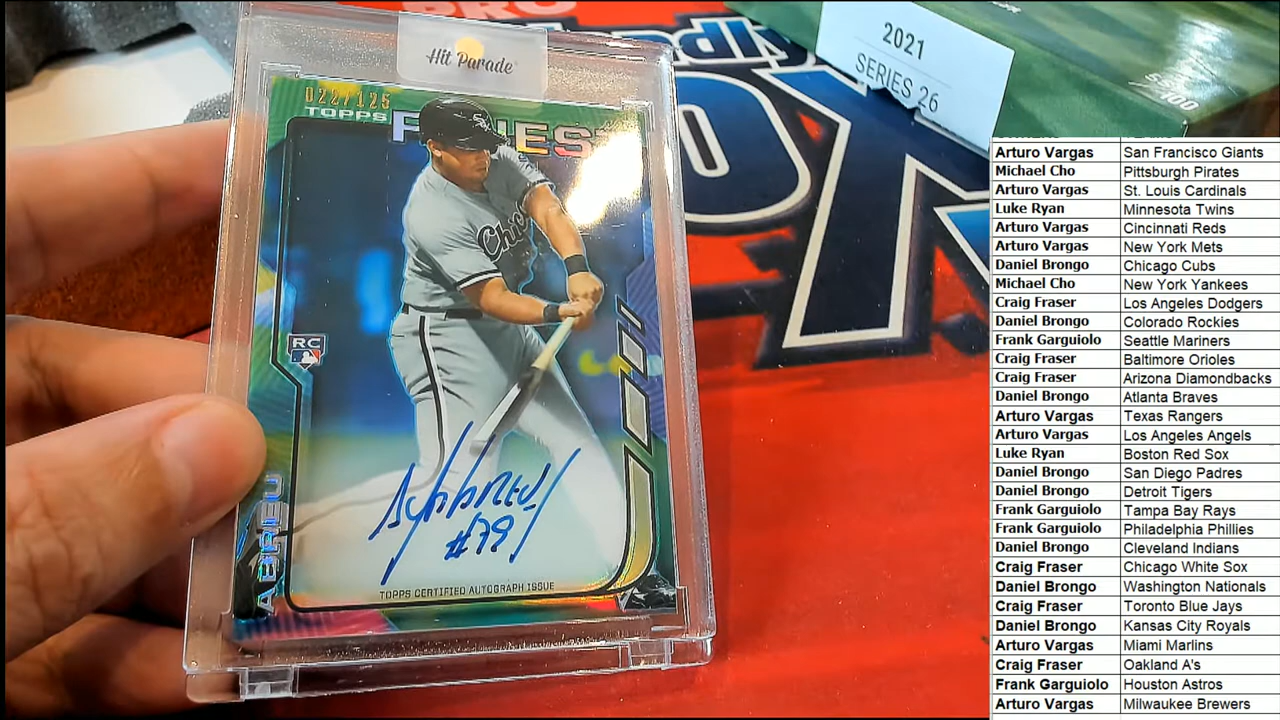 PRO
2021
SERIES 26
Hit Parade
022/125
TOPPS
FINEST
Sox
Chic
RC
ABREU
#79
TOPPS CERTIFIED AUTOGRAPH ISSUE
Arturo Vargas San Francisco Giants
Michael Cho Pittsburgh Pirates
Arturo Vargas St. Louis Cardinals
Luke Ryan Minnesota Twins
Arturo Vargas Cincinnati Reds
Arturo Vargas New York Mets
Daniel Brongo Chicago Cubs
Michael Cho New York Yankees
Craig Fraser Los Angeles Dodgers
Daniel Brongo Colorado Rockies
Frank Garguiolo Seattle Mariners
Craig Fraser Baltimore Orioles
Craig Fraser Arizona Diamondbacks
Daniel Brongo Atlanta Braves
Arturo Vargas Texas Rangers
Arturo Vargas Los Angeles Angels
Luke Ryan Boston Red Sox
Daniel Brongo San Diego Padres
Daniel Brongo Detroit Tigers
Frank Garguiolo Tampa Bay Rays
Frank Garguiolo Philadelphia Phillies
Daniel Brongo Cleveland Indians
Craig Fraser Chicago White Sox
Daniel Brongo Washington Nationals
Craig Fraser Toronto Blue Jays
Daniel Brongo Kansas City Royals
Arturo Vargas Miami Marlins
Craig Fraser Oakland A's
Frank Garguiolo Houston Astros
Arturo Vargas Milwaukee Brewers